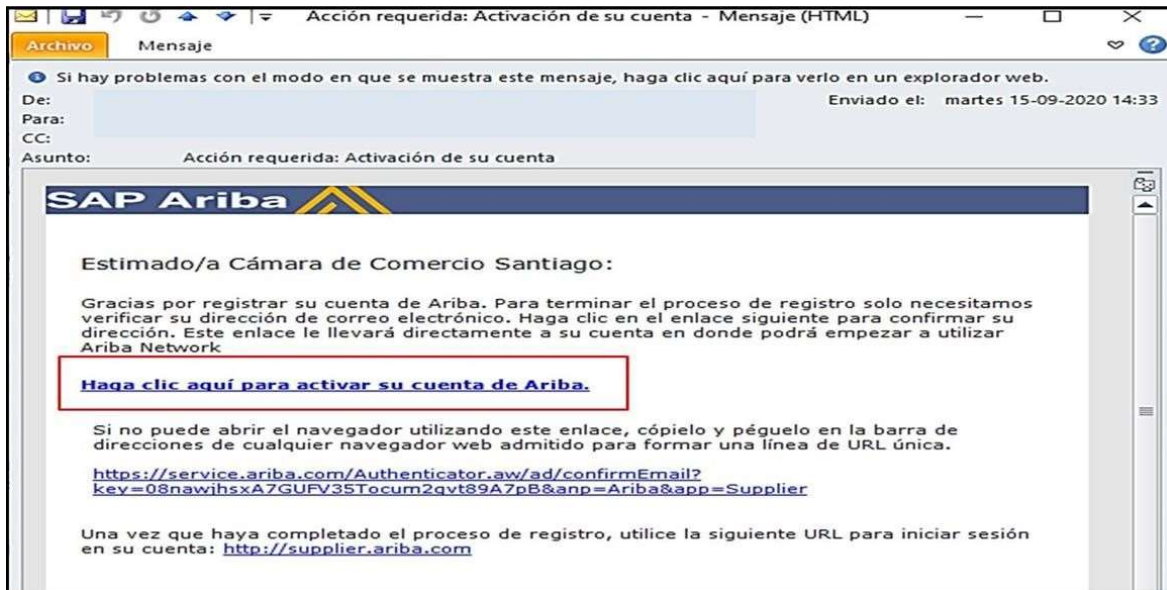 Acción requerida: Activación de su cuenta - Mensaje (HTML)
Archivo Mensaje
Si hay problemas con el modo en que se muestra este mensaje, haga clic aquí para verlo en un explorador web.
De: Enviado el: martes 15-09-2020 14:33
Para:
CC:
Asunto: Acción requerida: Activación de su cuenta
SAP Ariba
Estimado/a Cámara de Comercio Santiago:
Gracias por registrar su cuenta de Ariba. Para terminar el proceso de registro solo necesitamos
verificar su dirección de correo electrónico. Haga clic en el enlace siguiente para confirmar su
dirección. Este enlace le llevará directamente a su cuenta en donde podrá empezar a utilizar
Ariba Network
Haga clic aquí para activar su cuenta de Ariba.
Si no puede abrir el navegador utilizando este enlace, cópielo y péguelo en la barra de
direcciones de cualquier navegador web admitido para formar una línea de URL única.
https://service.ariba.com/Authenticator.aw/ad/confirmEmail?
key=08nawjhsxA7GUFV35Tocum2qvt89A7pB&anp=Ariba&app=Supplier
Una vez que haya completado el proceso de registro, utilice la siguiente URL para iniciar sesión
en su cuenta: http://supplier.ariba.com